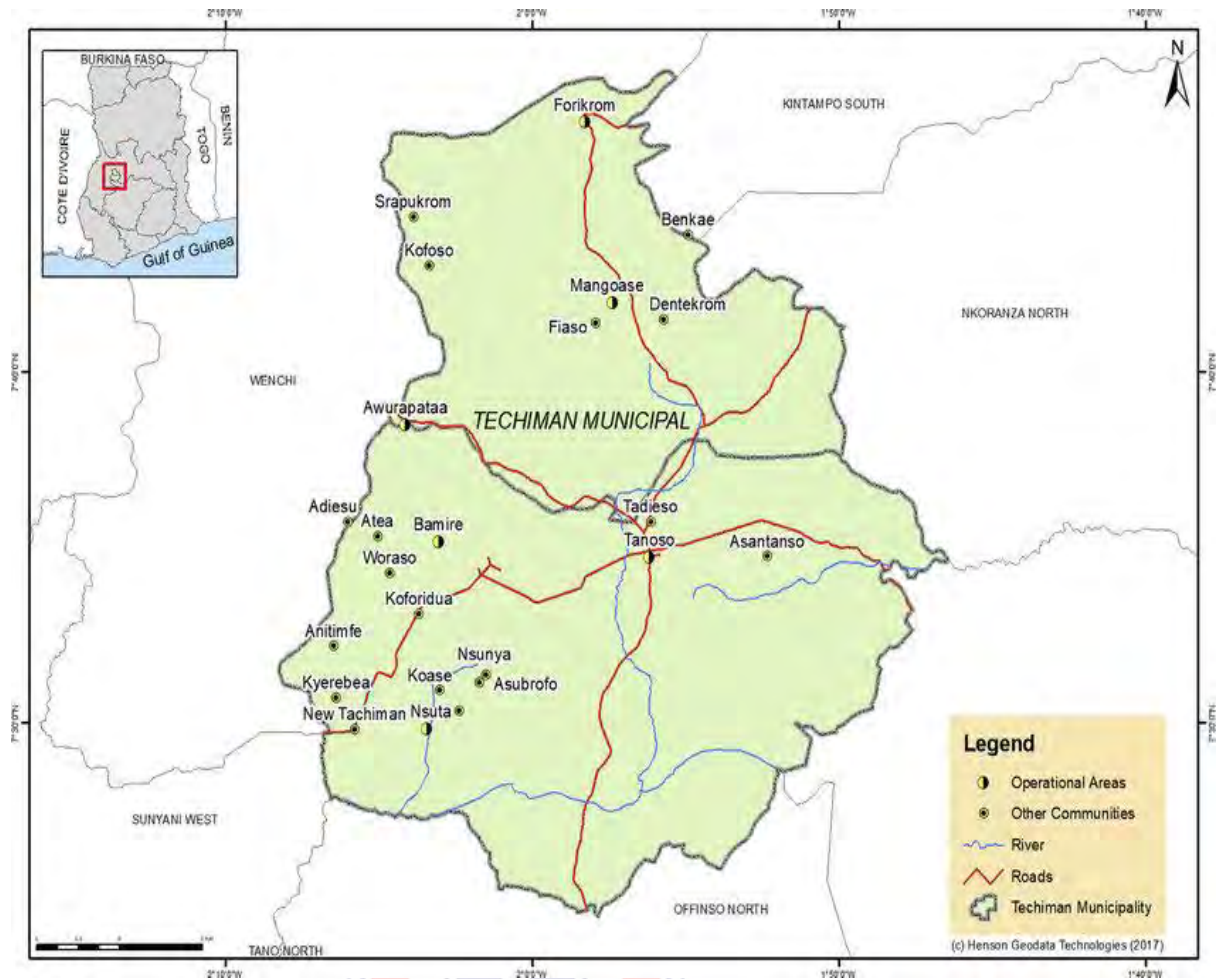 2°10'0"W
2°0'0"W
1°50'0"W
1°40'0"W
N
BURKINA FASO
BENIN
TOGO
COTE D'IVOIRE
Gulf of Guinea
KINTAMPO SOUTH
Forikrom
Srapukrom
Benkae
Kofoso
Mangoase
Dentekrom
Fiaso
NKORANZA NORTH
7°40'0"N
7°40'0"N
WENCHI
Awurapataa
TECHIMAN MUNICIPAL
Adiesu
Atea
Bamire
Tadieso
Tanoso
Asantanso
Woraso
Koforidua
Anitimfe
Nsunya
Kyerebea
Koase
Asubrofo
New Tachiman
Nsuta
7°30'0"N
7°30'0"N
Legend
Operational Areas
Other Communities
River
Roads
Techiman Municipality
SUNYANI WEST
OFFINSO NORTH
TANO NORTH
(c) Henson Geodata Technologies (2017)
2°10'0"W
2°0'0"W
1°50'0"W
1°40'0"W